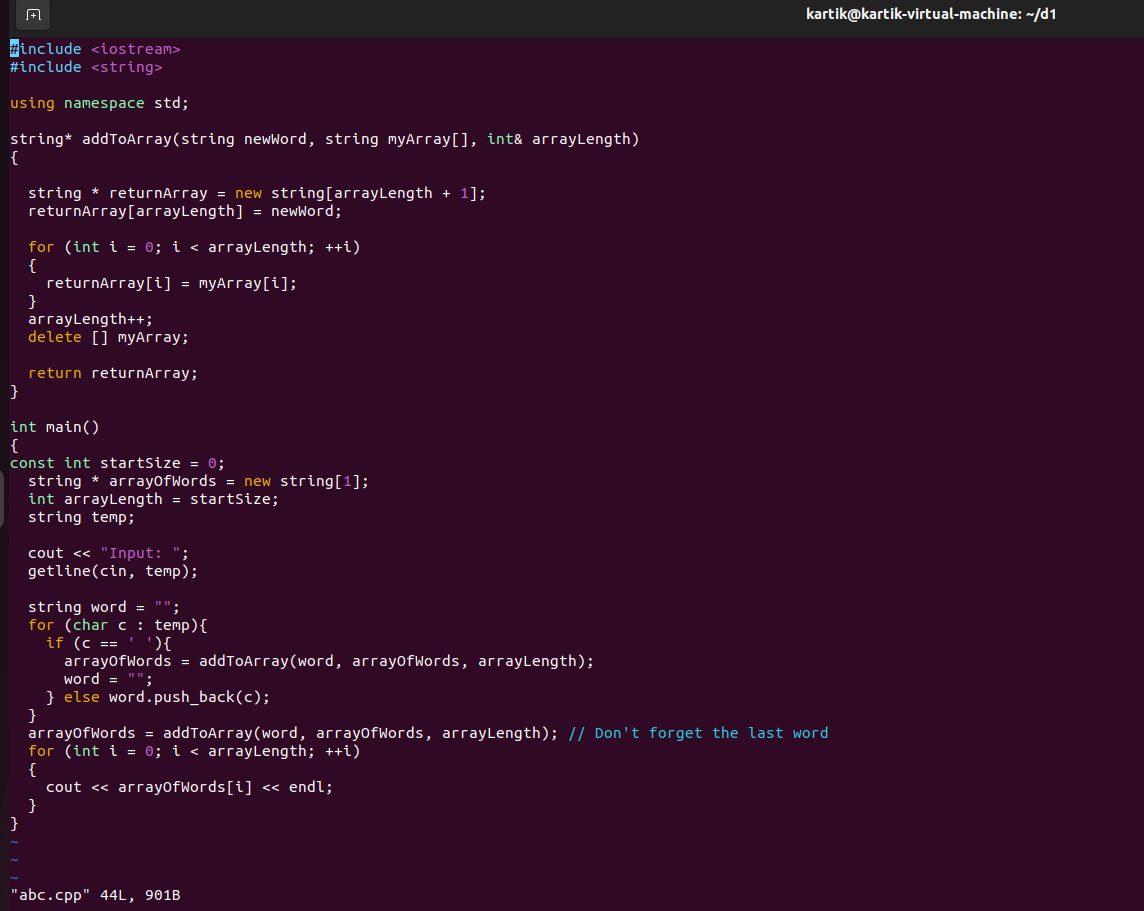 kartik@kartik-virtual-machine: ~/d1
#include <iostream>
#include <string>

using namespace std;

string* addToArray(string newWord, string myArray[], int& arrayLength)
{

  string * returnArray = new string[arrayLength + 1];
  returnArray[arrayLength] = newWord;

  for (int i = 0; i < arrayLength; ++i)
  {
    returnArray[i] = myArray[i];
  }
  arrayLength++;
  delete [] myArray;

  return returnArray;
}

int main()
{
const int startSize = 0;
  string * arrayOfWords = new string[1];
  int arrayLength = startSize;
  string temp;

  cout << "Input: ";
  getline(cin, temp);

  string word = "";
  for (char c : temp){
    if (c == ' '){
      arrayOfWords = addToArray(word, arrayOfWords, arrayLength);
      word = "";
    } else word.push_back(c);
  }
  arrayOfWords = addToArray(word, arrayOfWords, arrayLength); // Don't forget the last word
  for (int i = 0; i < arrayLength; ++i)
  {
    cout << arrayOfWords[i] << endl;
  }
}
~
~
~
"abc.cpp" 44L, 901B